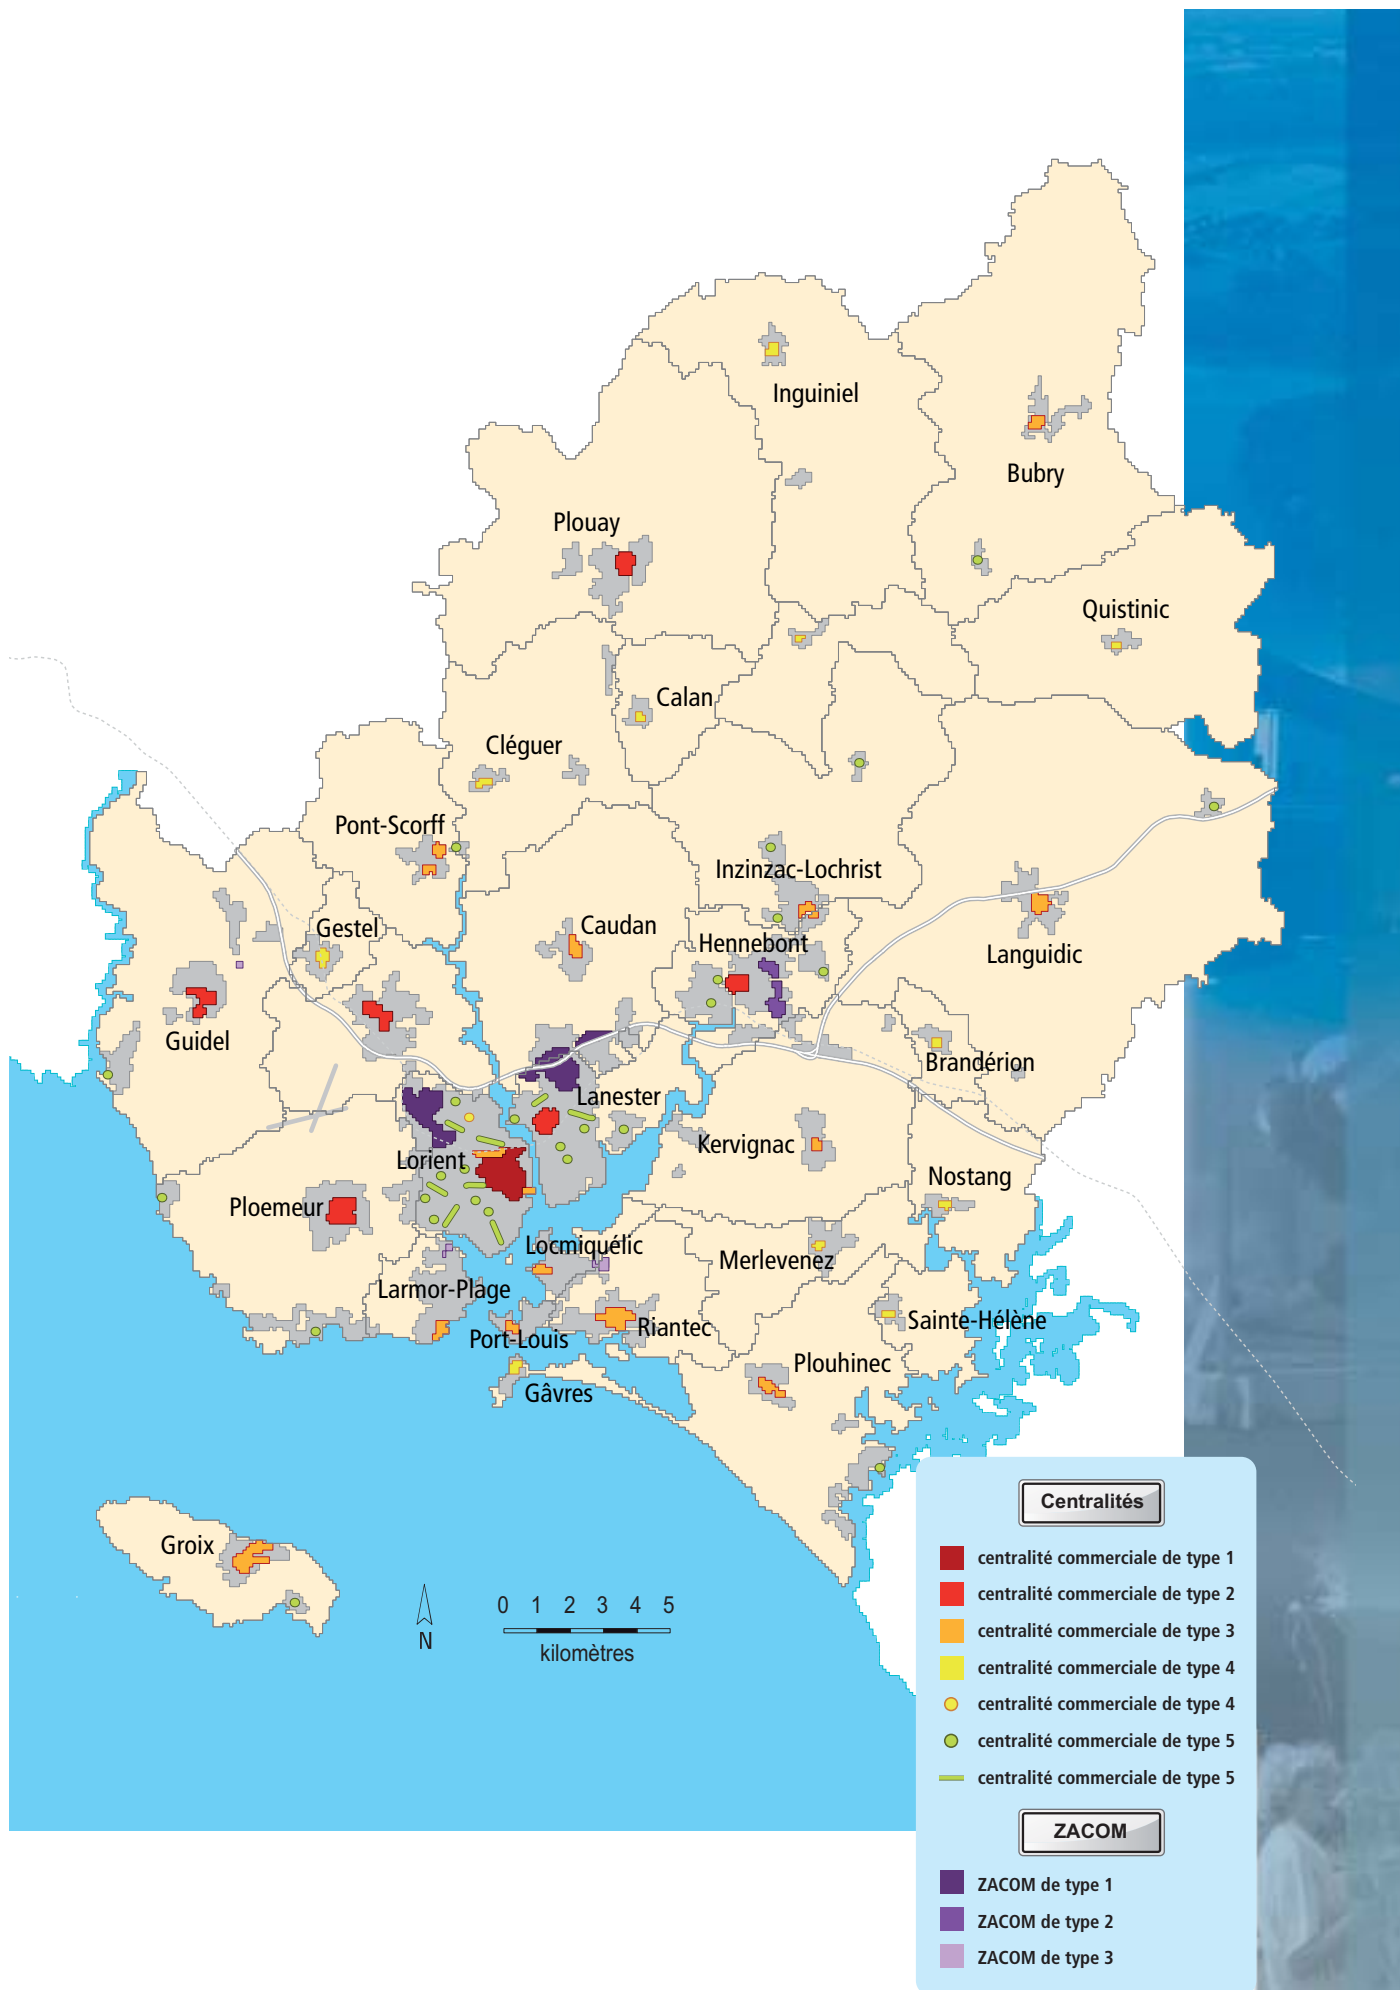 Inguiniel
Bubry
Plouay
Quistinic
Calan
Cléguer
Pont-Scorff
Inzinzac-Lochrist
Gestel
Caudan
Hennebont
Languidic
Guidel
Brandérion
Lanester
Kervignac
Lorient
Nostang
Ploemeur
Locmiquélic
Merlevenez
Larmor-Plage
Sainte-Hélène
Port-Louis
Riantec
Plouhinec
Gâvres
Groix
0 1 2 3 4 5
kilomètres
N
Centralités
centralité commerciale de type 1
centralité commerciale de type 2
centralité commerciale de type 3
centralité commerciale de type 4
centralité commerciale de type 4
centralité commerciale de type 5
centralité commerciale de type 5
ZACOM
ZACOM de type 1
ZACOM de type 2
ZACOM de type 3